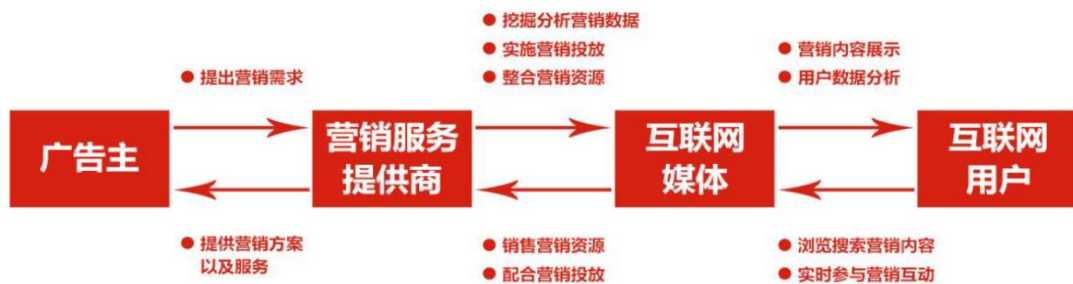 挖掘分析营销数据
实施营销投放
整合营销资源
提出营销需求
营销内容展示
用户数据分析
广告主
营销服务
提供商
互联网
媒体
互联网
用户
提供营销方案
以及服务
销售营销资源
配合营销投放
浏览搜索营销内容
实时参与营销互动